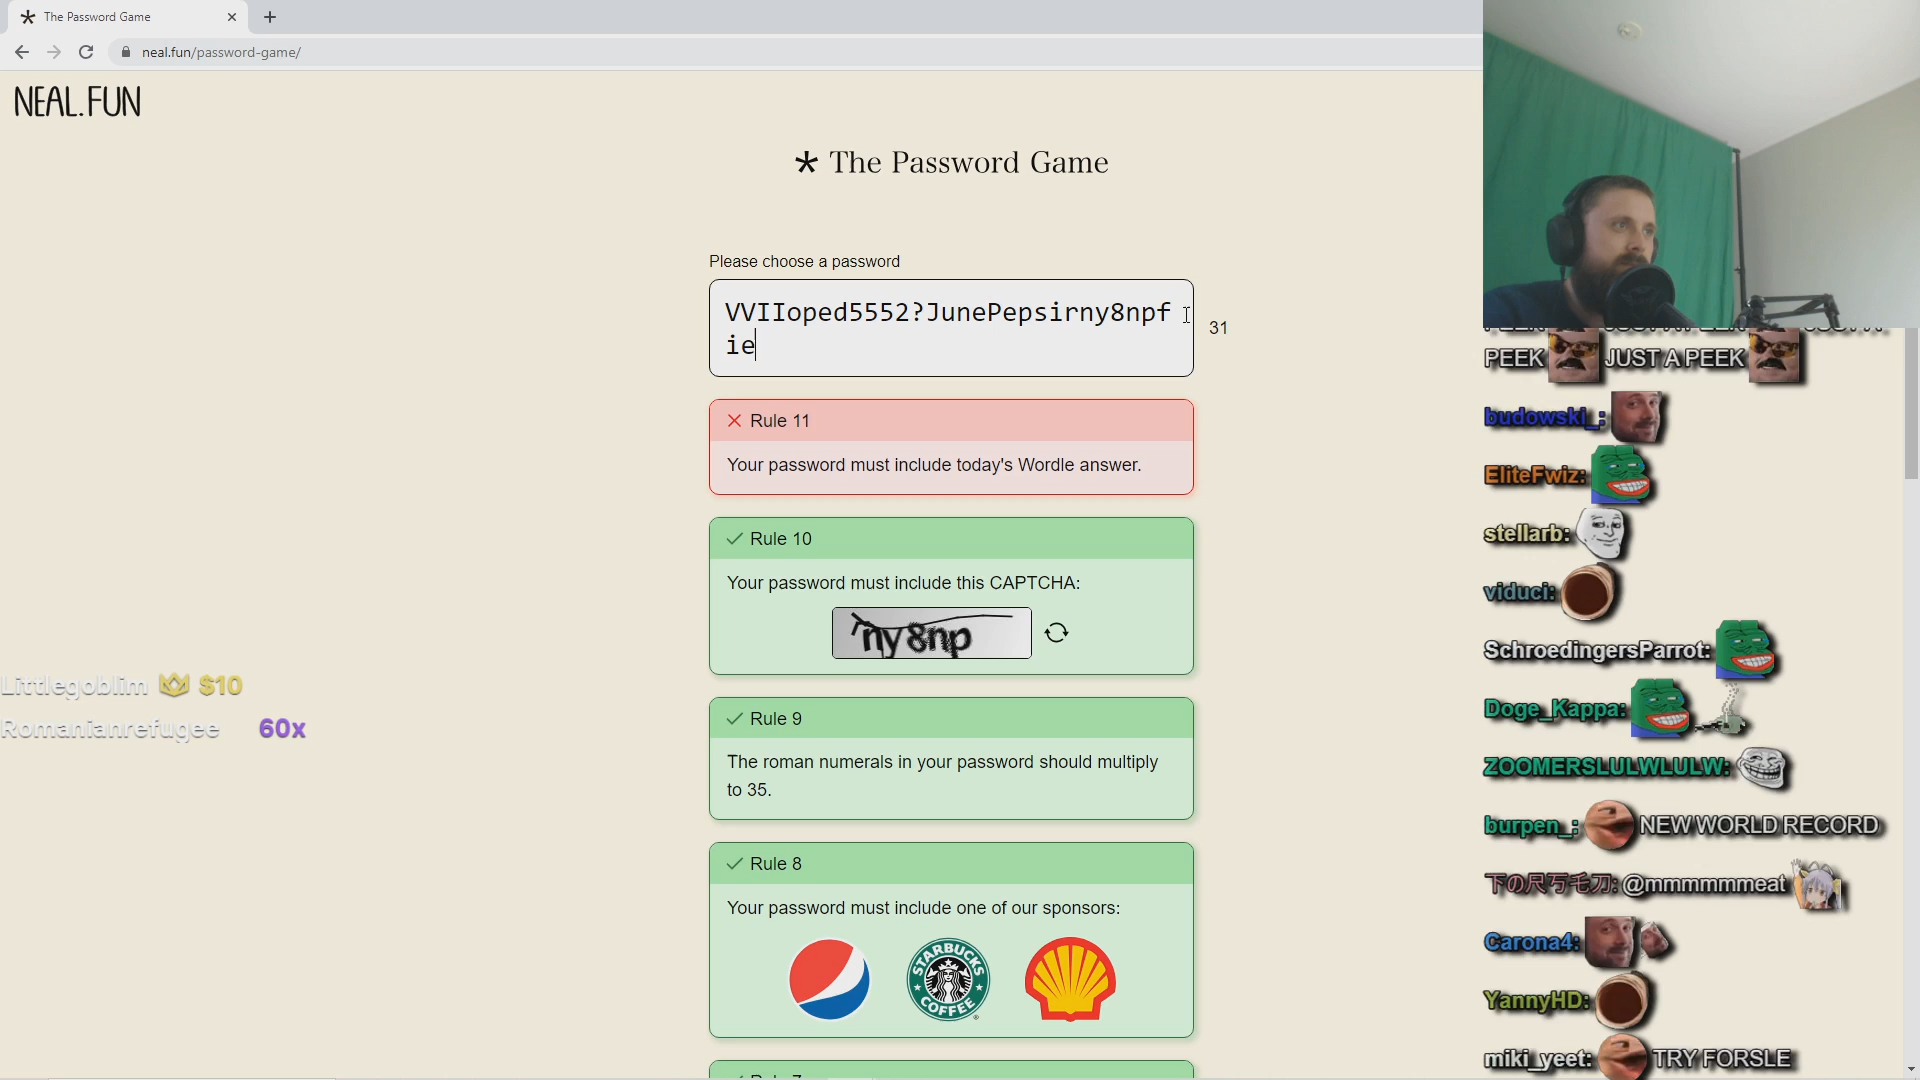 The Password Game
neal.fun/password-game/
NEAL.FUN
* The Password Game
Please choose a password
VVIIoped5552?JunePepsirny8npf
ie
31
Rule 11
Your password must include today's Wordle answer.
Rule 10
Your password must include this CAPTCHA:
rny8np
Rule 9
The roman numerals in your password should multiply
to 35.
Rule 8
Your password must include one of our sponsors:
STARBUCKS
COFFEE
Littlegoblim $10
Romanianrefugee 60x
PEEK JUST A PEEK
budowski_:
EliteFwiz:
stellarb:
viduci:
SchroedingersParrot:
Doge_Kappa:
ZOOMERSLULWLULW:
burpen_: NEW WORLD RECORD
@mmmmmmeat
Carona4:
YannyHD:
miki_yeet: TRY FORSLE